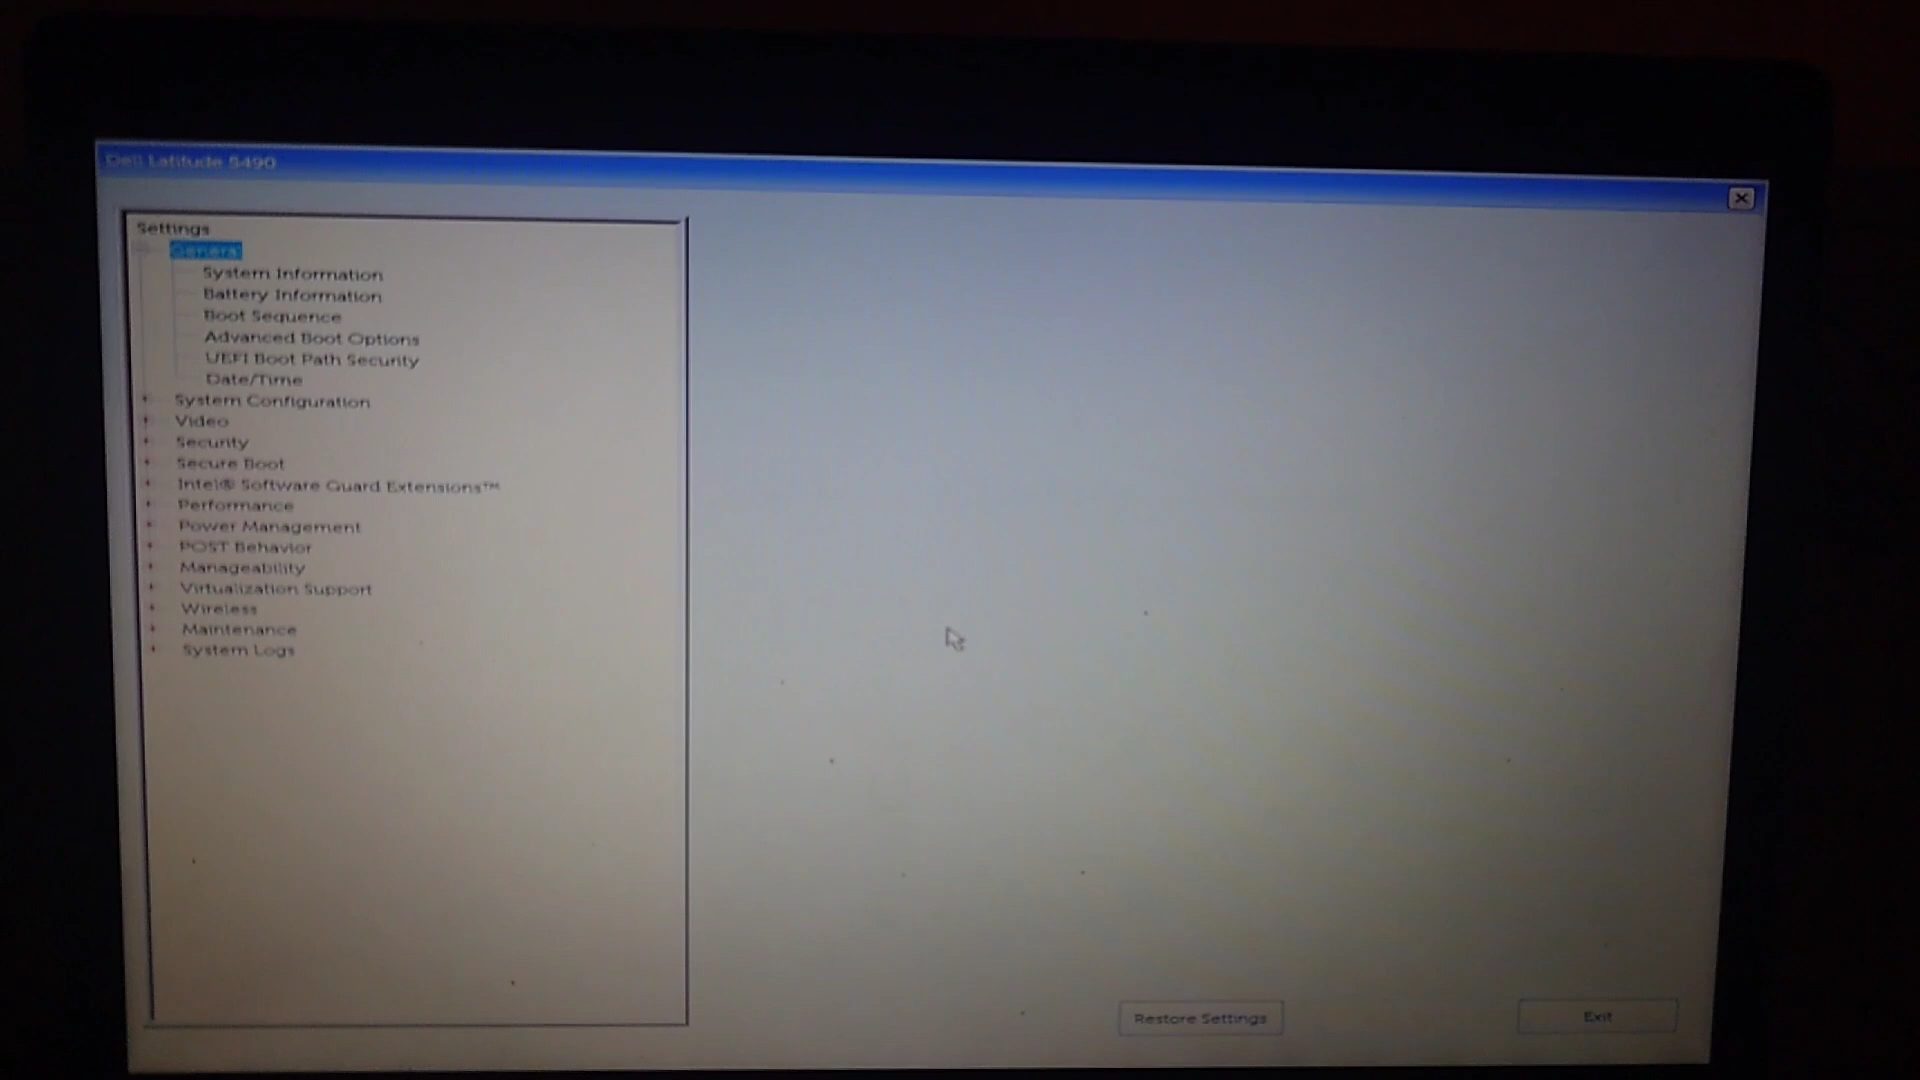 Dell Latitude 5490
Settings
General
System Information
Battery Information
Boot Sequence
Advanced Boot Options
UEFI Boot Path Security
Date/Time
System Configuration
Video
Security
Secure Boot
Intel® Software Guard Extensions™
Performance
Power Management
POST Behavior
Manageability
Virtualization Support
Wireless
Maintenance
System Logs
Restore Settings
Exit